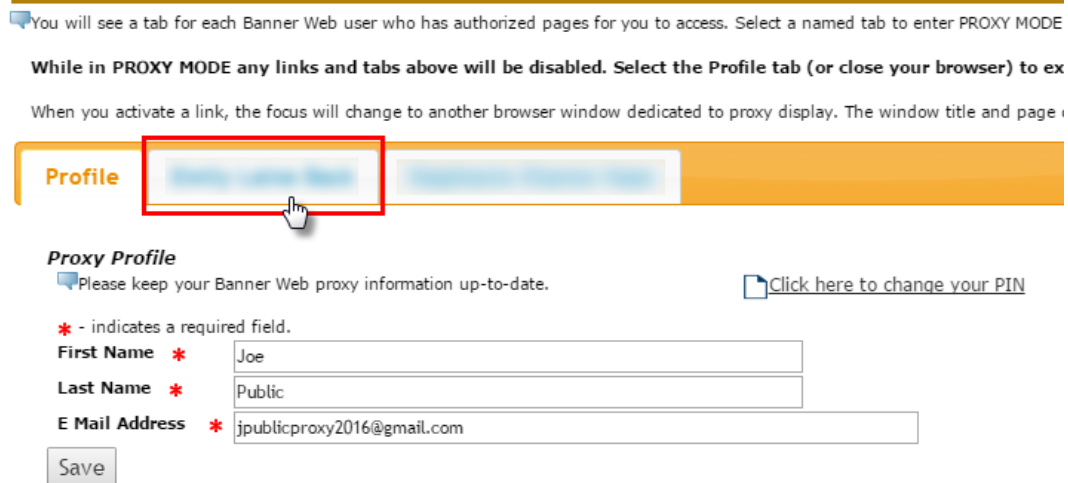 You will see a tab for each Banner Web user who has authorized pages for you to access. Select a named tab to enter PROXY MODE
While in PROXY MODE any links and tabs above will be disabled. Select the Profile tab (or close your browser) to ex
When you activate a link, the focus will change to another browser window dedicated to proxy display. The window title and page
Profile
Proxy Profile
Please keep your Banner Web proxy information up-to-date.
Click here to change your PIN
* - indicates a required field.
First Name * Joe
Last Name * Public
E Mail Address * jpublicproxy2016@gmail.com
Save